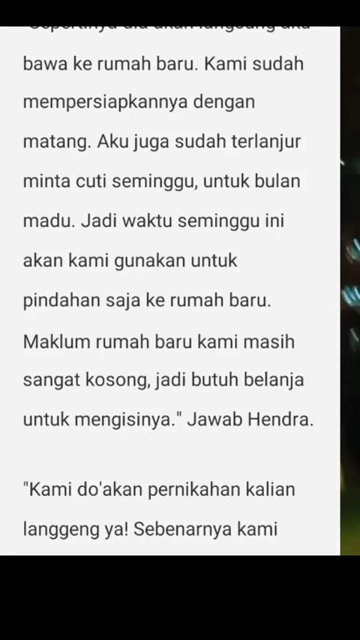 bawa ke rumah baru. Kami sudah
mempersiapkannya dengan
matang. Aku juga sudah terlanjur
minta cuti seminggu, untuk bulan
madu. Jadi waktu seminggu ini
akan kami gunakan untuk
pindahan saja ke rumah baru.
Maklum rumah baru kami masih
sangat kosong, jadi butuh belanja
untuk mengisinya." Jawab Hendra.
"Kami do'akan pernikahan kalian
langgeng ya! Sebenarnya kami